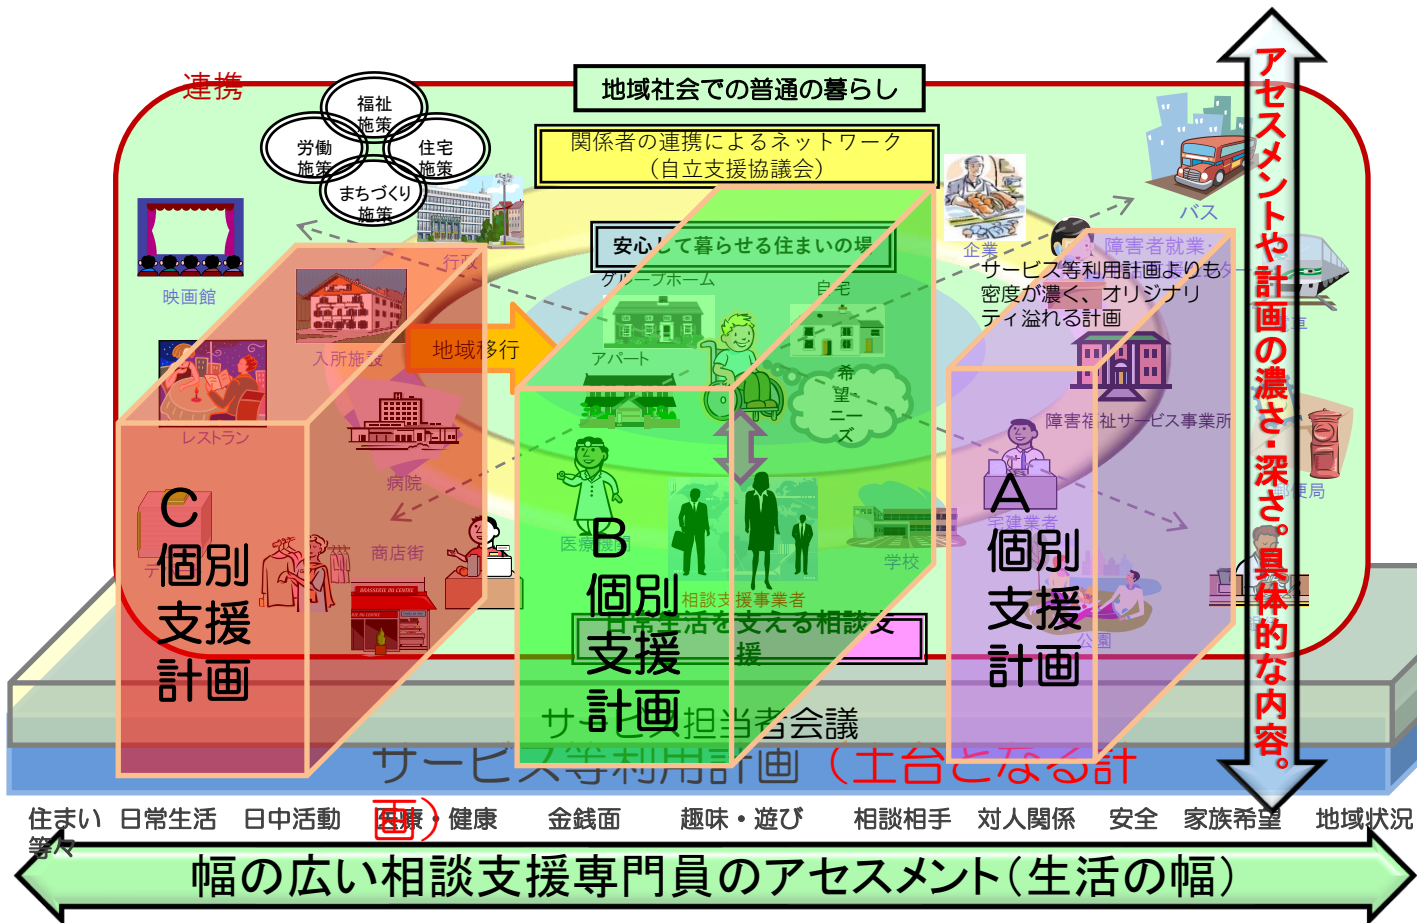 連携
地域社会での普通の暮らし
福祉
施策
労働
施策
住宅
施策
まちづくり
施策
関係者の連携によるネットワーク
（自立支援協議会）
安心して暮らせる住まいの場
行政
映画館
企業
バス
障害者就業・
サービス等利用計画よりも
密度が濃く、オリジナリ
ティ溢れる計画
グループホーム
自宅
アパート
入所施設
地域移行
希
望・
ニー
ズ
レストラン
病院
障害福祉サービス事業所
郵便局
宅建業者
医療機関
学校
商店街
相談支援事業者
公園
日常生活を支える相談支
援
C
個別
支援
計画
B
個別
支援
計画
A
個別
支援
計画
アセスメントや計画の濃さ・深さ。具体的な内容。
サービス担当者会議
サービス等利用計画（土台となる計
画）
住まい 日常生活 日中活動 医療・健康 金銭面 趣味・遊び 相談相手 対人関係 安全 家族希望 地域状況
等々
幅の広い相談支援専門員のアセスメント（生活の幅）